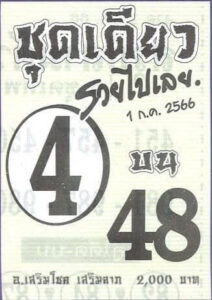 ชุดเดียว
รวยไปเลย.
1 ก.ค. 2566
4 บน
48
อ.เสริมโชค เสริมลาภ 2,000 บาท